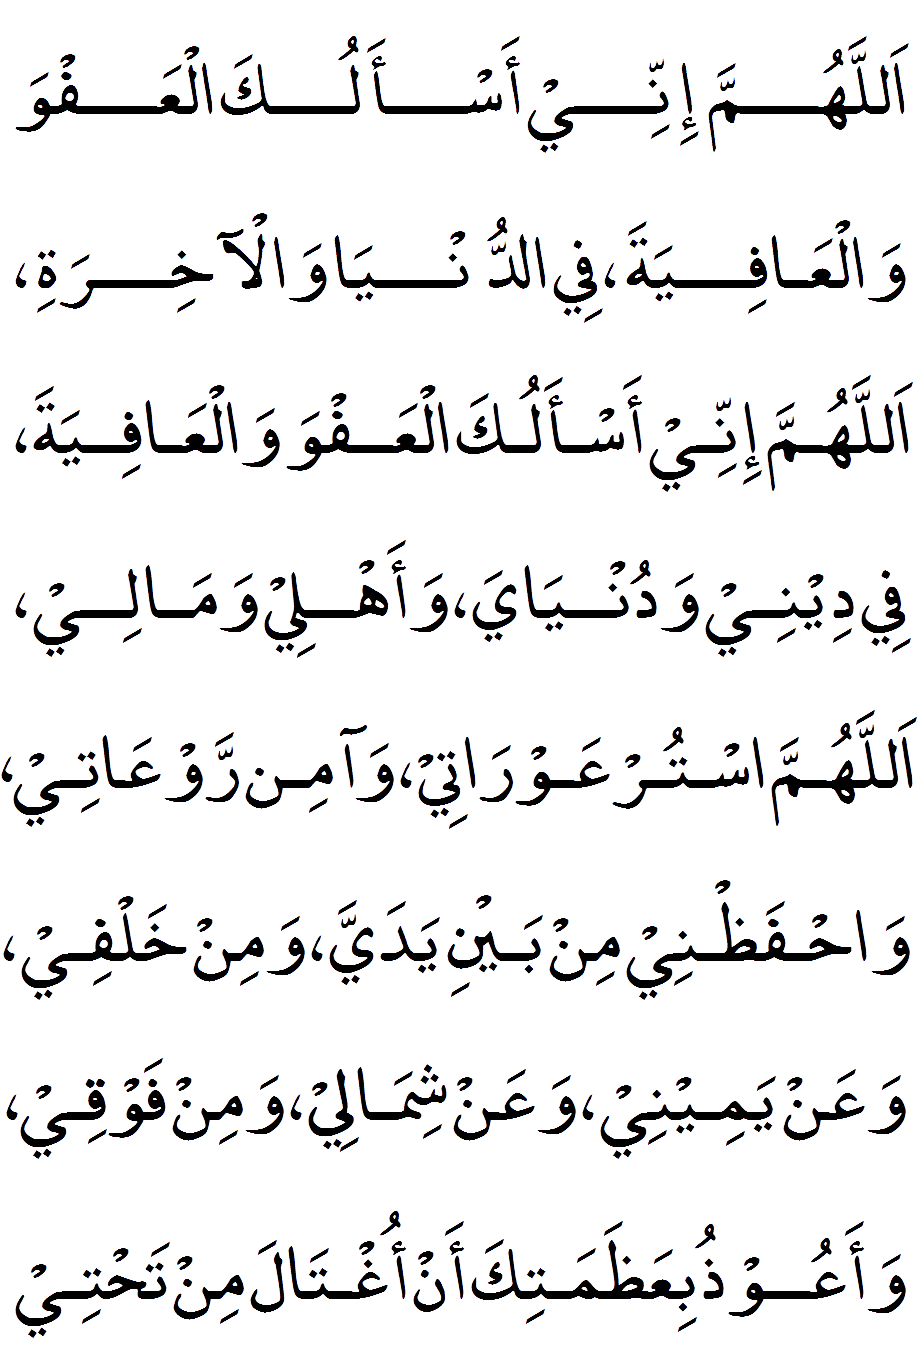 اَللَّهُمَّ إِنِّيْ أَسْأَلُكَ الْعَفْوَ
وَالْعَافِيَةَ، فِي الدُّنْيَا وَالْآخِرَةِ،
اَللَّهُمَّ إِنِّيْ أَسْأَلُكَ الْعَفْوَ وَالْعَافِيَةَ،
فِي دِيْنِيْ وَدُنْيَايَ، وَأَهْلِيْ وَمَالِيْ،
اَللَّهُمَّ اسْتُرْ عَوْرَاتِيْ، وَآمِن رَّوْعَاتِيْ،
وَاحْفَظْنِيْ مِنْ بَيْنِ يَدَيَّ، وَمِنْ خَلْفِيْ،
وَعَنْ يَمِيْنِيْ، وَعَنْ شِمَالِيْ، وَمِنْ فَوْقِيْ،
وَأَعُوْذُ بِعَظَمَتِكَ أَنْ أُغْتَالَ مِنْ تَحْتِيْ